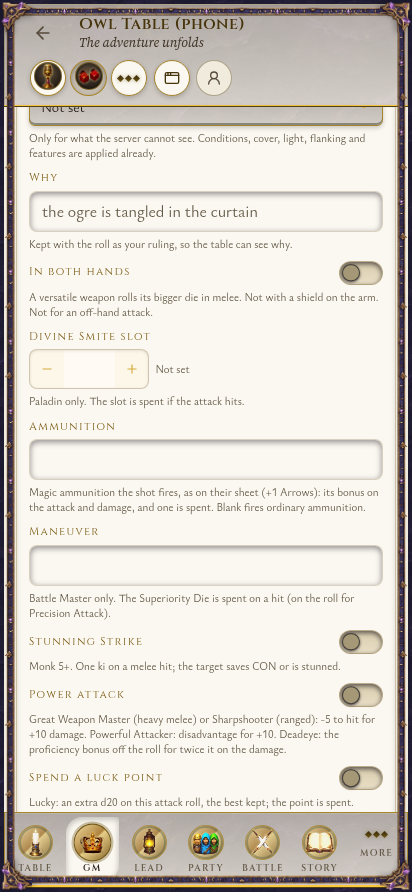 Owl Table (phone)
The adventure unfolds
Not set
Only for what the server cannot see. Conditions, cover, light, flanking and
features are applied already.
Why
the ogre is tangled in the curtain
Kept with the roll as your ruling, so the table can see why.
In both hands
A versatile weapon rolls its bigger die in melee. Not with a shield on the arm.
Not for an off-hand attack.
Divine Smite slot
− + Not set
Paladin only. The slot is spent if the attack hits.
Ammunition
Magic ammunition the shot fires, as on their sheet (+1 Arrows): its bonus on
the attack and damage, and one is spent. Blank fires ordinary ammunition.
Maneuver
Battle Master only. The Superiority Die is spent on a hit (on the roll for
Precision Attack).
Stunning Strike
Monk 5+. One ki on a melee hit; the target saves CON or is stunned.
Power attack
Great Weapon Master (heavy melee) or Sharpshooter (ranged): -5 to hit for
+10 damage. Powerful Attacker: disadvantage for +10. Deadeye: the
proficiency bonus off the roll for twice it on the damage.
Spend a luck point
Lucky: an extra d20 on this attack roll, the best kept; the point is spent.
Table GM Lead Party Battle Story More